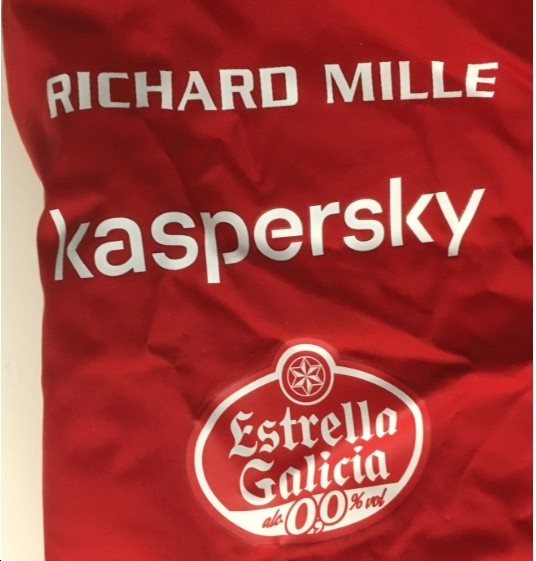 RICHARD MILLE
kaspersky
Estrella
Galicia
alc. 0,0 % vol